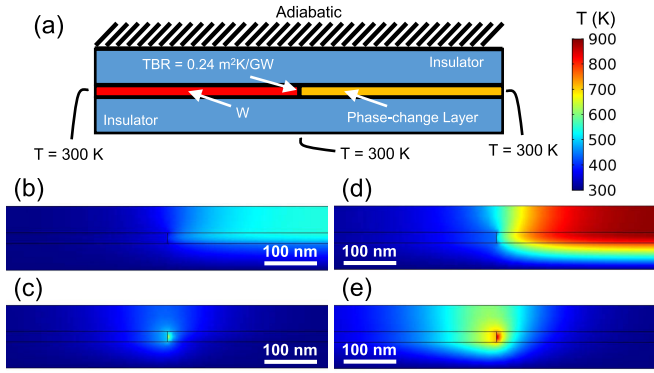 Adiabatic
T (K)
(a)
TBR = 0.24 m²K/GW
Insulator
900
800
700
600
500
400
300
Insulator
W
Phase-change Layer
T = 300 K
T = 300 K
T = 300 K
(b)
(d)
100 nm
100 nm
(c)
(e)
100 nm
100 nm